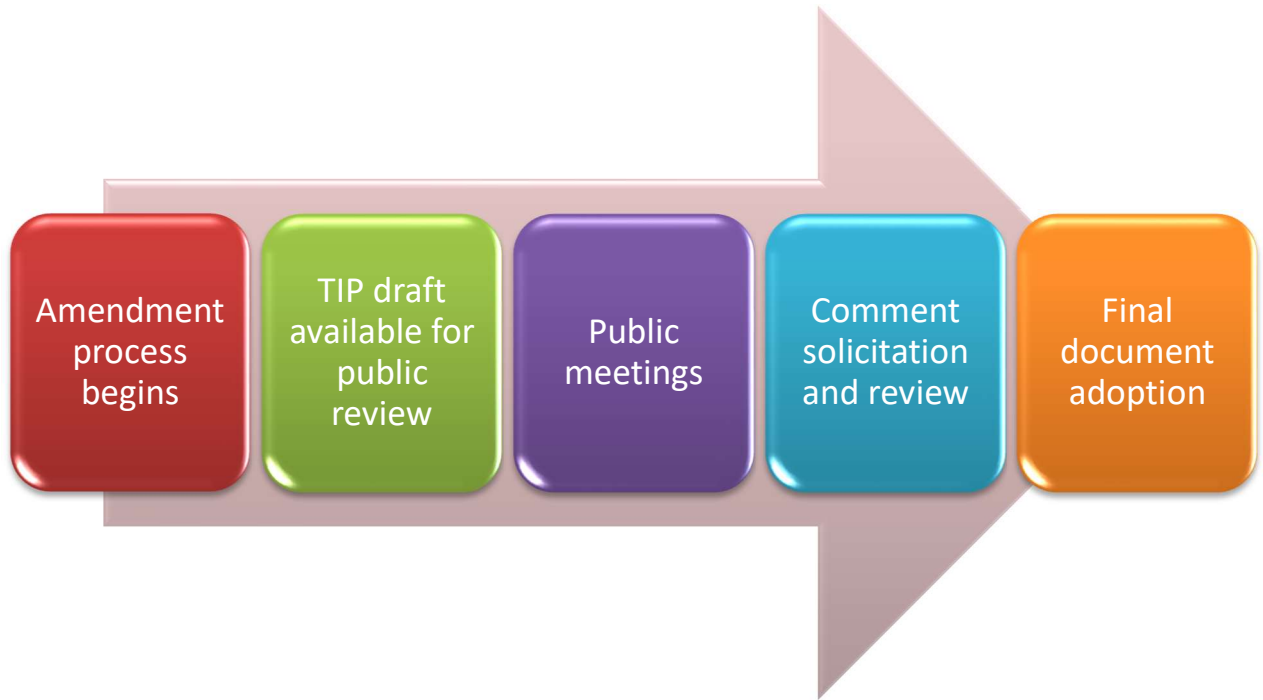 Amendment
process
begins
TIP draft
available for
public
review
Public
meetings
Comment
solicitation
and review
Final
document
adoption